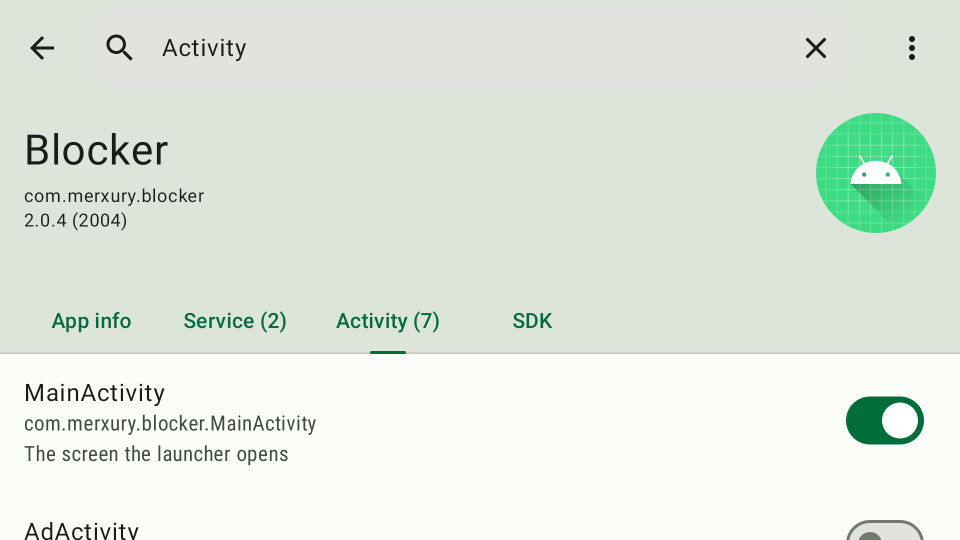 Activity
Blocker
com.merxury.blocker
2.0.4 (2004)
App info
Service (2)
Activity (7)
SDK
MainActivity
com.merxury.blocker.MainActivity
The screen the launcher opens
AdActivity